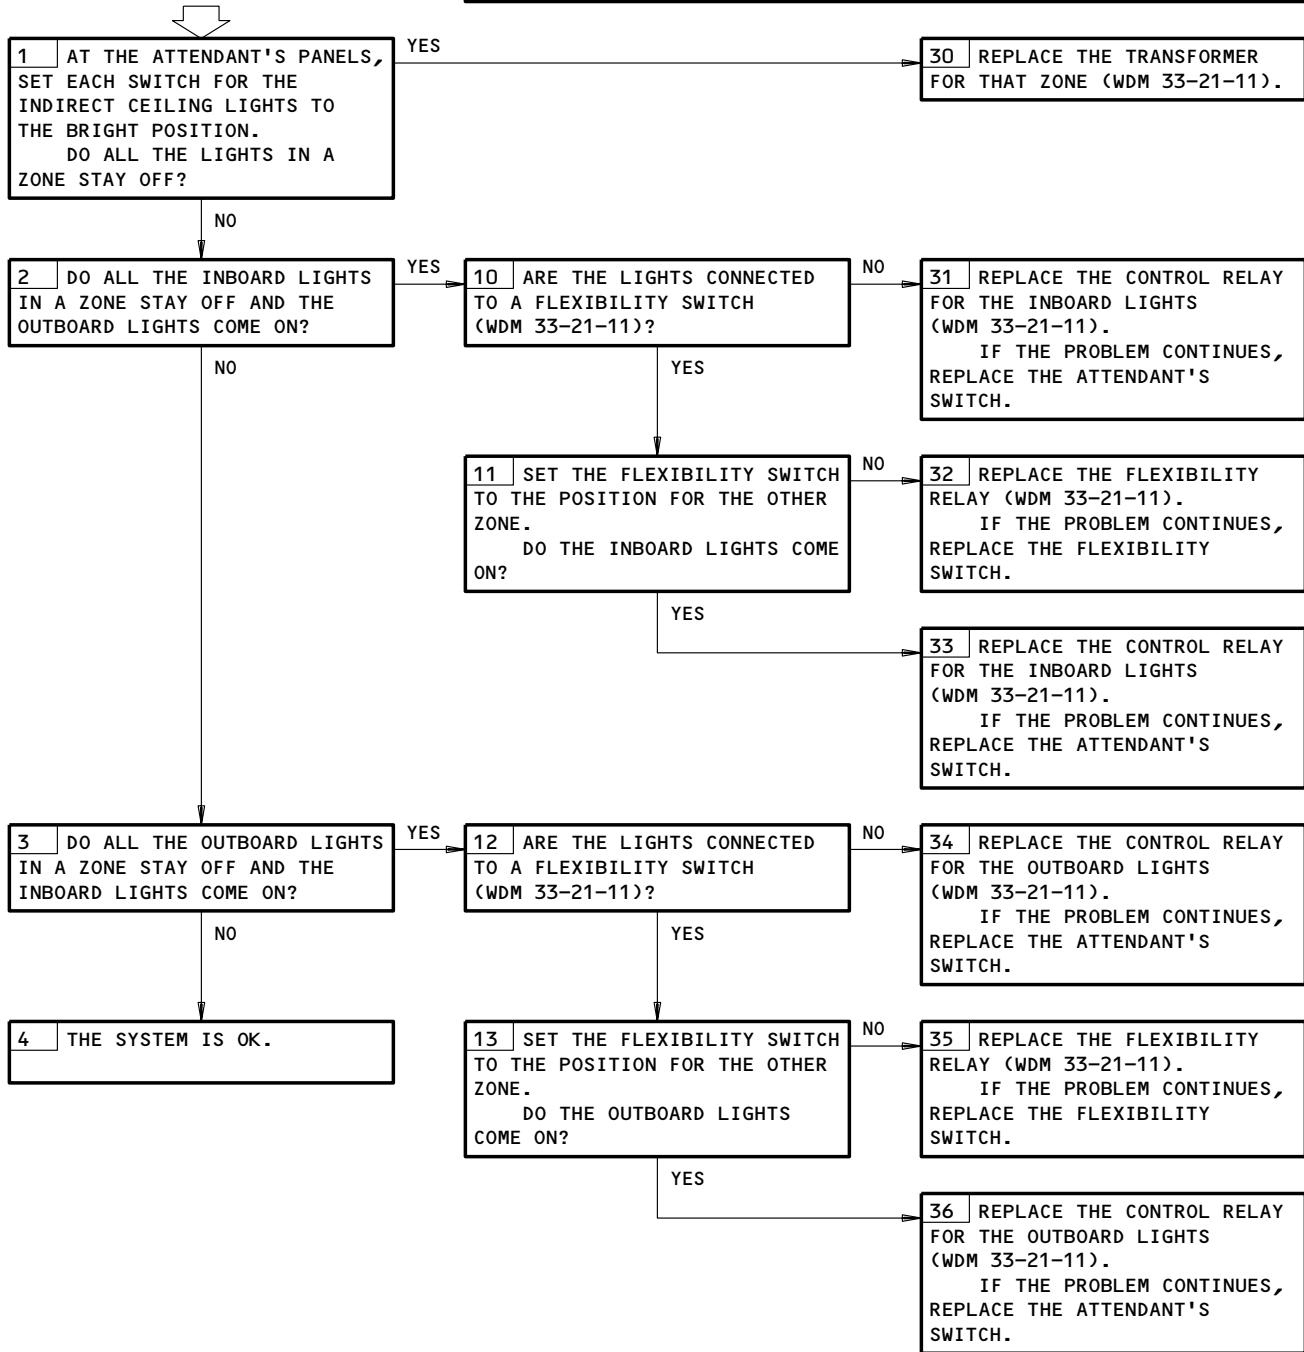 1 AT THE ATTENDANT'S PANELS,
SET EACH SWITCH FOR THE
INDIRECT CEILING LIGHTS TO
THE BRIGHT POSITION.
DO ALL THE LIGHTS IN A
ZONE STAY OFF?
YES
30 REPLACE THE TRANSFORMER
FOR THAT ZONE (WDM 33-21-11).
NO
2 DO ALL THE INBOARD LIGHTS
IN A ZONE STAY OFF AND THE
OUTBOARD LIGHTS COME ON?
YES
10 ARE THE LIGHTS CONNECTED
TO A FLEXIBILITY SWITCH
(WDM 33-21-11)?
NO
31 REPLACE THE CONTROL RELAY
FOR THE INBOARD LIGHTS
(WDM 33-21-11).
IF THE PROBLEM CONTINUES,
REPLACE THE ATTENDANT'S
SWITCH.
NO
YES
11 SET THE FLEXIBILITY SWITCH
TO THE POSITION FOR THE OTHER
ZONE.
DO THE INBOARD LIGHTS COME
ON?
NO
32 REPLACE THE FLEXIBILITY
RELAY (WDM 33-21-11).
IF THE PROBLEM CONTINUES,
REPLACE THE FLEXIBILITY
SWITCH.
YES
33 REPLACE THE CONTROL RELAY
FOR THE INBOARD LIGHTS
(WDM 33-21-11).
IF THE PROBLEM CONTINUES,
REPLACE THE ATTENDANT'S
SWITCH.
3 DO ALL THE OUTBOARD LIGHTS
IN A ZONE STAY OFF AND THE
INBOARD LIGHTS COME ON?
YES
12 ARE THE LIGHTS CONNECTED
TO A FLEXIBILITY SWITCH
(WDM 33-21-11)?
NO
34 REPLACE THE CONTROL RELAY
FOR THE OUTBOARD LIGHTS
(WDM 33-21-11).
IF THE PROBLEM CONTINUES,
REPLACE THE ATTENDANT'S
SWITCH.
NO
YES
4 THE SYSTEM IS OK.
13 SET THE FLEXIBILITY SWITCH
TO THE POSITION FOR THE OTHER
ZONE.
DO THE OUTBOARD LIGHTS
COME ON?
NO
35 REPLACE THE FLEXIBILITY
RELAY (WDM 33-21-11).
IF THE PROBLEM CONTINUES,
REPLACE THE FLEXIBILITY
SWITCH.
YES
36 REPLACE THE CONTROL RELAY
FOR THE OUTBOARD LIGHTS
(WDM 33-21-11).
IF THE PROBLEM CONTINUES,
REPLACE THE ATTENDANT'S
SWITCH.